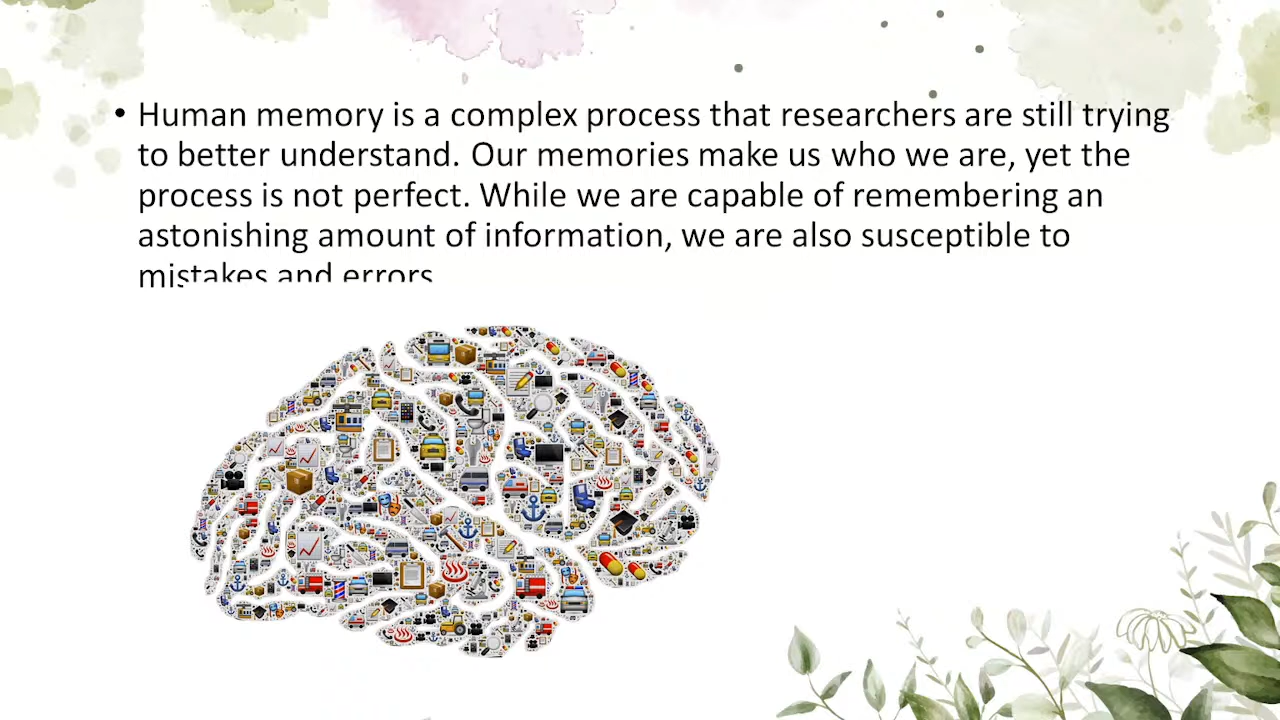 • Human memory is a complex process that researchers are still trying
to better understand. Our memories make us who we are, yet the
process is not perfect. While we are capable of remembering an
astonishing amount of information, we are also susceptible to
mistakes and errors